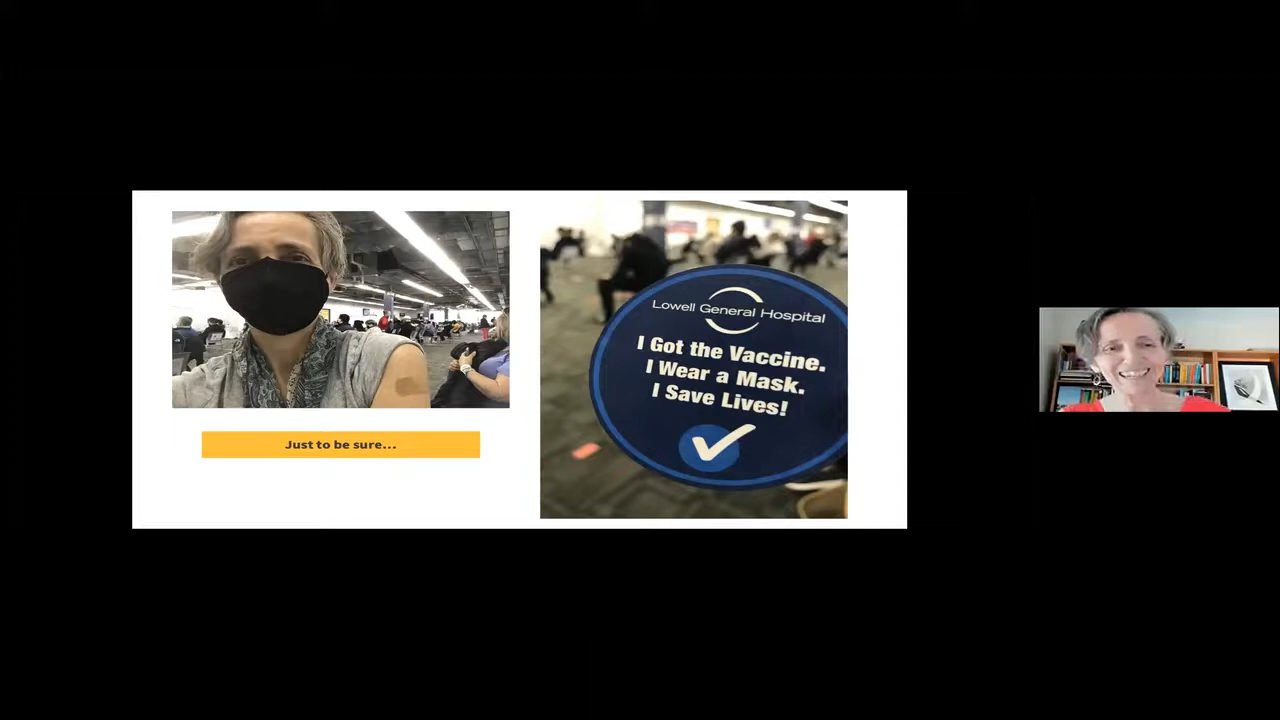 Just to be sure...
Lowell General Hospital
I Got the Vaccine.
I Wear a Mask.
I Save Lives!